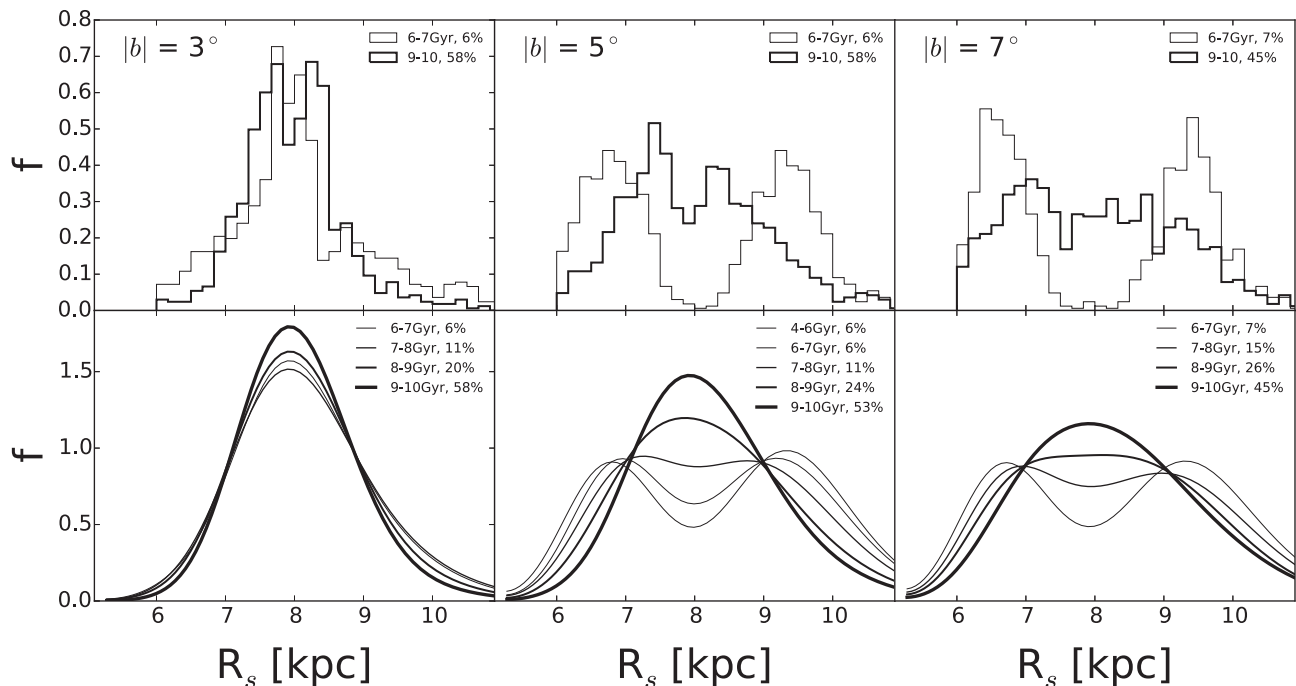 |b| = 3°
6-7Gyr, 6%
9-10, 58%
|b| = 5°
6-7Gyr, 6%
9-10, 58%
|b| = 7°
6-7Gyr, 7%
9-10, 45%
f
0.8
0.7
0.6
0.5
0.4
0.3
0.2
0.1
0.0
6-7Gyr, 6%
7-8Gyr, 11%
8-9Gyr, 20%
9-10Gyr, 58%
4-6Gyr, 6%
6-7Gyr, 6%
7-8Gyr, 11%
8-9Gyr, 24%
9-10Gyr, 53%
6-7Gyr, 7%
7-8Gyr, 15%
8-9Gyr, 26%
9-10Gyr, 45%
f
1.5
1.0
0.5
0.0
6 7 8 9 10
6 7 8 9 10
6 7 8 9 10
R_s [kpc]
R_s [kpc]
R_s [kpc]